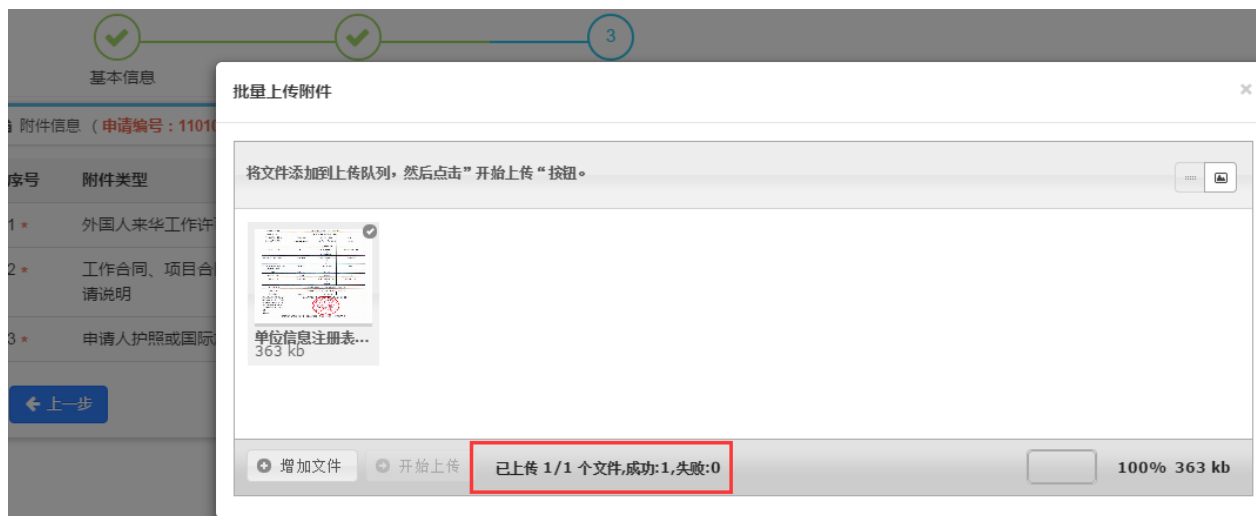 3
基本信息
批量上传附件
×
附件信息 （申请编号：1101
将文件添加到上传队列，然后点击”开始上传“按钮。
序号 附件类型
1 * 外国人来华工作许
2 * 工作合同、项目合
请说明
3 * 申请人护照或国际
单位信息注册表...
363 kb
上一步
增加文件 开始上传 已上传 1/1 个文件,成功:1,失败:0 100% 363 kb